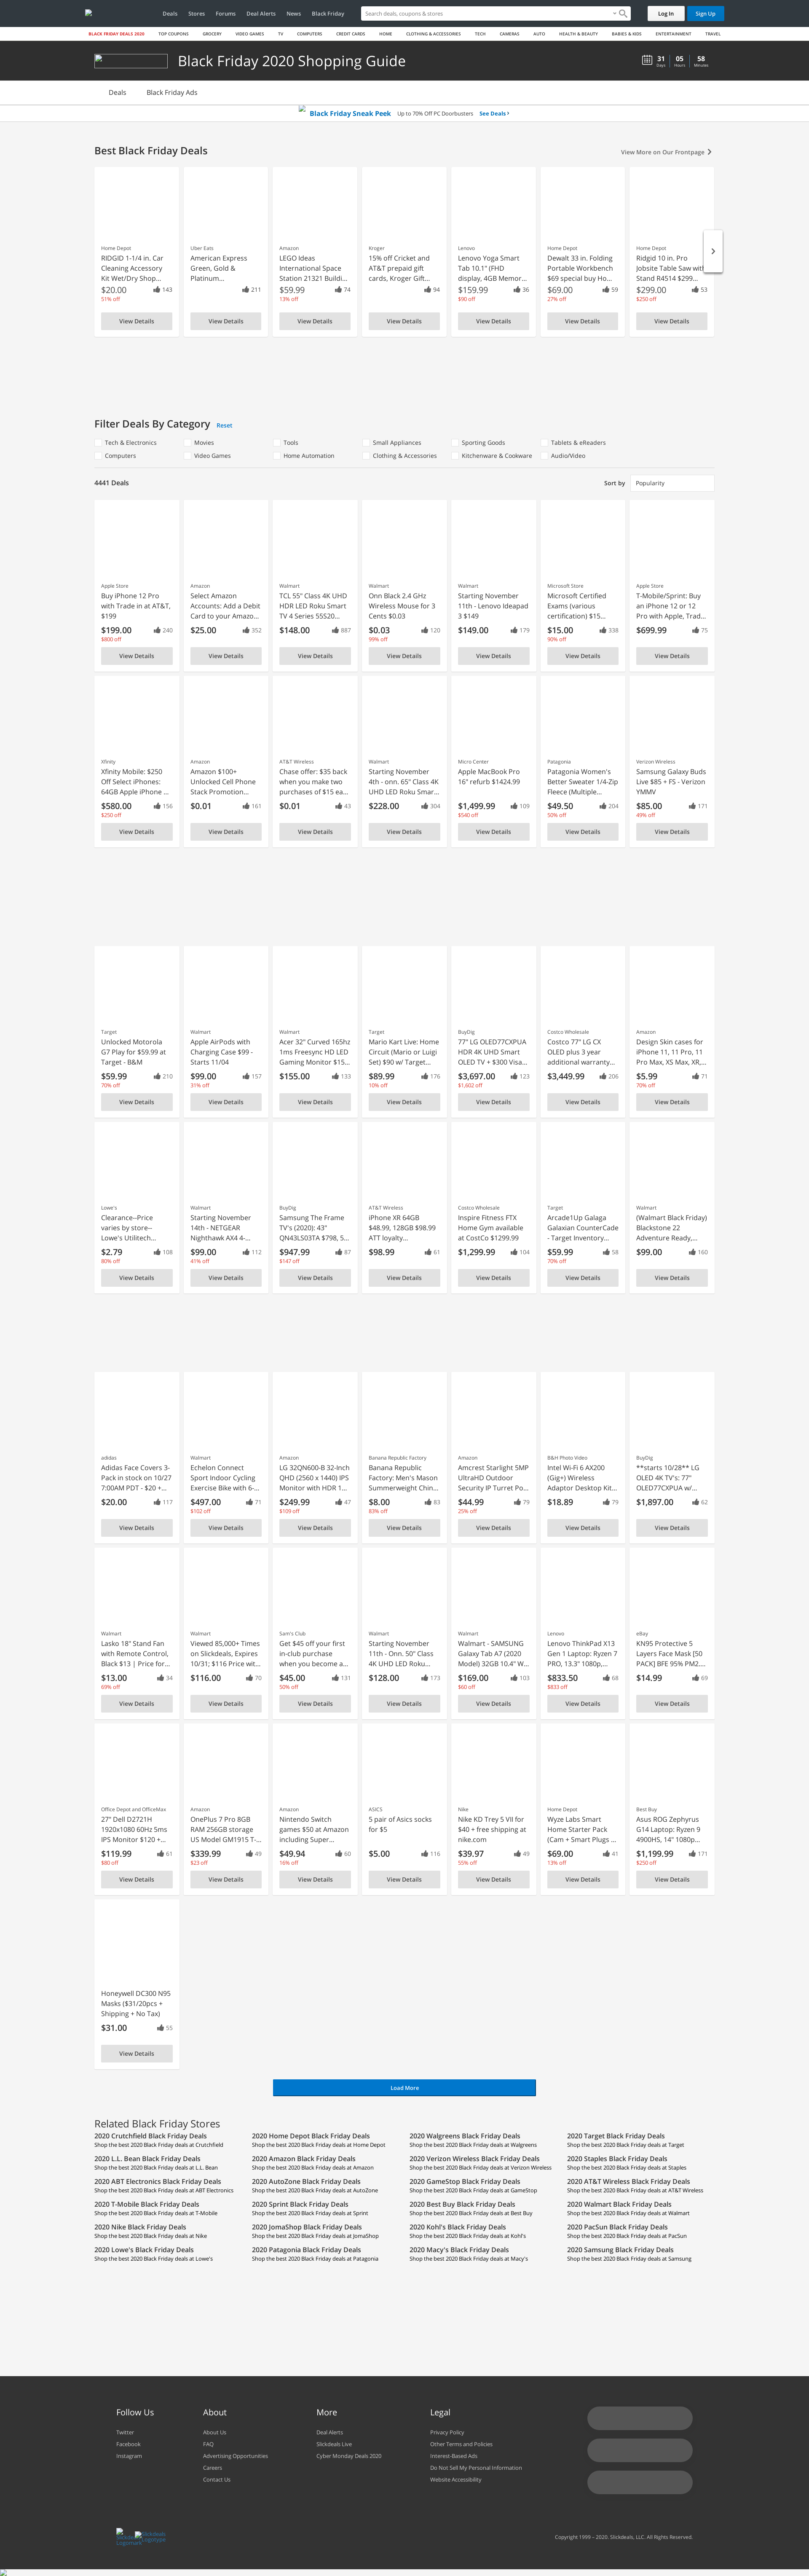 Deals Stores Forums Deal Alerts News Black Friday Search deals, coupons & stores Log In Sign Up
BLACK FRIDAY DEALS 2020 TOP COUPONS GROCERY VIDEO GAMES TV COMPUTERS CREDIT CARDS HOME CLOTHING & ACCESSORIES TECH CAMERAS AUTO HEALTH & BEAUTY BABIES & KIDS ENTERTAINMENT TRAVEL
Black Friday 2020 Shopping Guide
31 05 58
Days Hours Minutes
Deals Black Friday Ads
Black Friday Sneak Peek Up to 70% Off PC Doorbusters See Deals
Best Black Friday Deals
View More on Our Frontpage
Home Depot
RIDGID 1-1/4 in. Car
Cleaning Accessory
Kit Wet/Dry Shop...
$20.00 143
51% off
View Details
Uber Eats
American Express
Green, Gold &
Platinum...
211
View Details
Amazon
LEGO Ideas
International Space
Station 21321 Buildi...
$59.99 74
13% off
View Details
Kroger
15% off Cricket and
AT&T prepaid gift
cards, Kroger Gift...
94
View Details
Lenovo
Lenovo Yoga Smart
Tab 10.1" (FHD
display, 4GB Memor...
$159.99 36
$90 off
View Details
Home Depot
Dewalt 33 in. Folding
Portable Workbench
$69 special buy Ho...
$69.00 59
27% off
View Details
Home Depot
Ridgid 10 in. Pro
Jobsite Table Saw with
Stand R4514 $299...
$299.00 53
$250 off
View Details
Filter Deals By Category Reset
Tech & Electronics Movies Tools Small Appliances Sporting Goods Tablets & eReaders
Computers Video Games Home Automation Clothing & Accessories Kitchenware & Cookware Audio/Video
4441 Deals
Sort by Popularity
Apple Store
Buy iPhone 12 Pro
with Trade in at AT&T,
$199
$199.00 240
$800 off
View Details
Amazon
Select Amazon
Accounts: Add a Debit
Card to your Amazo...
$25.00 352
View Details
Walmart
TCL 55" Class 4K UHD
HDR LED Roku Smart
TV 4 Series 55S20...
$148.00 887
View Details
Walmart
Onn Black 2.4 GHz
Wireless Mouse for 3
Cents $0.03
$0.03 120
99% off
View Details
Walmart
Starting November
11th - Lenovo Ideapad
3 $149
$149.00 179
View Details
Microsoft Store
Microsoft Certified
Exams (various
certification) $15...
$15.00 338
90% off
View Details
Apple Store
T-Mobile/Sprint: Buy
an iPhone 12 or 12
Pro with Apple, Trad...
$699.99 75
View Details
Xfinity
Xfinity Mobile: $250
Off Select iPhones:
64GB Apple iPhone ...
$580.00 156
$250 off
View Details
Amazon
Amazon $100+
Unlocked Cell Phone
Stack Promotion...
$0.01 161
View Details
AT&T Wireless
Chase offer: $35 back
when you make two
purchases of $15 ea...
$0.01 43
View Details
Walmart
Starting November
4th - onn. 65" Class 4K
UHD LED Roku Smar...
$228.00 304
View Details
Micro Center
Apple MacBook Pro
16" refurb $1424.99
$1,499.99 109
$540 off
View Details
Patagonia
Patagonia Women's
Better Sweater 1/4-Zip
Fleece (Multiple...
$49.50 204
50% off
View Details
Verizon Wireless
Samsung Galaxy Buds
Live $85 + FS - Verizon
YMMV
$85.00 171
49% off
View Details
Target
Unlocked Motorola
G7 Play for $59.99 at
Target - B&M
$59.99 210
70% off
View Details
Walmart
Apple AirPods with
Charging Case $99 -
Starts 11/04
$99.00 157
31% off
View Details
Walmart
Acer 32" Curved 165hz
1ms Freesync HD LED
Gaming Monitor $15...
$155.00 133
View Details
Target
Mario Kart Live: Home
Circuit (Mario or Luigi
Set) $90 w/ Target...
$89.99 176
10% off
View Details
BuyDig
77" LG OLED77CXPUA
HDR 4K UHD Smart
OLED TV + $300 Visa...
$3,697.00 123
$1,602 off
View Details
Costco Wholesale
Costco 77" LG CX
OLED plus 3 year
additional warranty...
$3,449.99 206
View Details
Amazon
Design Skin cases for
iPhone 11, 11 Pro, 11
Pro Max, XS Max, XR,...
$5.99 71
70% off
View Details
Lowe's
Clearance--Price
varies by store--
Lowe's Utilitech...
$2.79 108
80% off
View Details
Walmart
Starting November
14th - NETGEAR
Nighthawk AX4 4-...
$99.00 112
41% off
View Details
BuyDig
Samsung The Frame
TV's (2020): 43"
QN43LS03TA $798, 5...
$947.99 87
$147 off
View Details
AT&T Wireless
iPhone XR 64GB
$48.99, 128GB $98.99
ATT loyalty...
$98.99 61
View Details
Costco Wholesale
Inspire Fitness FTX
Home Gym available
at CostCo $1299.99
$1,299.99 104
View Details
Target
Arcade1Up Galaga
Galaxian CounterCade
- Target Inventory...
$59.99 58
70% off
View Details
Walmart
(Walmart Black Friday)
Blackstone 22
Adventure Ready,...
$99.00 160
View Details
adidas
Adidas Face Covers 3-
Pack in stock on 10/27
7:00AM PDT - $20 +...
$20.00 117
View Details
Walmart
Echelon Connect
Sport Indoor Cycling
Exercise Bike with 6-...
$497.00 71
$102 off
View Details
Amazon
LG 32QN600-B 32-Inch
QHD (2560 x 1440) IPS
Monitor with HDR 1...
$249.99 47
$109 off
View Details
Banana Republic Factory
Banana Republic
Factory: Men's Mason
Summerweight Chin...
$8.00 83
83% off
View Details
Amazon
Amcrest Starlight 5MP
UltraHD Outdoor
Security IP Turret Po...
$44.99 79
25% off
View Details
B&H Photo Video
Intel Wi-Fi 6 AX200
(Gig+) Wireless
Adaptor Desktop Kit...
$18.89 79
View Details
BuyDig
**starts 10/28** LG
OLED 4K TV's: 77"
OLED77CXPUA w/...
$1,897.00 62
View Details
Walmart
Lasko 18" Stand Fan
with Remote Control,
Black $13 | Price for...
$13.00 34
69% off
View Details
Walmart
Viewed 85,000+ Times
on Slickdeals, Expires
10/31; $116 Price wit...
$116.00 70
View Details
Sam's Club
Get $45 off your first
in-club purchase
when you become a...
$45.00 131
50% off
View Details
Walmart
Starting November
11th - Onn. 50" Class
4K UHD LED Roku...
$128.00 173
View Details
Walmart
Walmart - SAMSUNG
Galaxy Tab A7 (2020
Model) 32GB 10.4" W...
$169.00 103
$60 off
View Details
Lenovo
Lenovo ThinkPad X13
Gen 1 Laptop: Ryzen 7
PRO, 13.3" 1080p,...
$833.50 68
$833 off
View Details
eBay
KN95 Protective 5
Layers Face Mask [50
PACK] BFE 95% PM2....
$14.99 69
View Details
Office Depot and OfficeMax
27" Dell D2721H
1920x1080 60Hz 5ms
IPS Monitor $120 +...
$119.99 61
$80 off
View Details
Amazon
OnePlus 7 Pro 8GB
RAM 256GB storage
US Model GM1915 T-...
$339.99 49
$23 off
View Details
Amazon
Nintendo Switch
games $50 at Amazon
including Super...
$49.94 60
16% off
View Details
ASICS
5 pair of Asics socks
for $5
$5.00 116
View Details
Nike
Nike KD Trey 5 VII for
$40 + free shipping at
nike.com
$39.97 49
55% off
View Details
Home Depot
Wyze Labs Smart
Home Starter Pack
(Cam + Smart Plugs ...
$69.00 41
13% off
View Details
Best Buy
Asus ROG Zephyrus
G14 Laptop: Ryzen 9
4900HS, 14" 1080p...
$1,199.99 171
$250 off
View Details
Honeywell DC300 N95
Masks ($31/20pcs +
Shipping + No Tax)
$31.00 55
View Details
Load More
Related Black Friday Stores
2020 Crutchfield Black Friday Deals 2020 Home Depot Black Friday Deals 2020 Walgreens Black Friday Deals 2020 Target Black Friday Deals
Shop the best 2020 Black Friday deals at Crutchfield Shop the best 2020 Black Friday deals at Home Depot Shop the best 2020 Black Friday deals at Walgreens Shop the best 2020 Black Friday deals at Target
2020 L.L. Bean Black Friday Deals 2020 Amazon Black Friday Deals 2020 Verizon Wireless Black Friday Deals 2020 Staples Black Friday Deals
Shop the best 2020 Black Friday deals at L.L. Bean Shop the best 2020 Black Friday deals at Amazon Shop the best 2020 Black Friday deals at Verizon Wireless Shop the best 2020 Black Friday deals at Staples
2020 ABT Electronics Black Friday Deals 2020 AutoZone Black Friday Deals 2020 GameStop Black Friday Deals 2020 AT&T Wireless Black Friday Deals
Shop the best 2020 Black Friday deals at ABT Electronics Shop the best 2020 Black Friday deals at AutoZone Shop the best 2020 Black Friday deals at GameStop Shop the best 2020 Black Friday deals at AT&T Wireless
2020 T-Mobile Black Friday Deals 2020 Sprint Black Friday Deals 2020 Best Buy Black Friday Deals 2020 Walmart Black Friday Deals
Shop the best 2020 Black Friday deals at T-Mobile Shop the best 2020 Black Friday deals at Sprint Shop the best 2020 Black Friday deals at Best Buy Shop the best 2020 Black Friday deals at Walmart
2020 Nike Black Friday Deals 2020 JomaShop Black Friday Deals 2020 Kohl's Black Friday Deals 2020 PacSun Black Friday Deals
Shop the best 2020 Black Friday deals at Nike Shop the best 2020 Black Friday deals at JomaShop Shop the best 2020 Black Friday deals at Kohl's Shop the best 2020 Black Friday deals at PacSun
2020 Lowe's Black Friday Deals 2020 Patagonia Black Friday Deals 2020 Macy's Black Friday Deals 2020 Samsung Black Friday Deals
Shop the best 2020 Black Friday deals at Lowe's Shop the best 2020 Black Friday deals at Patagonia Shop the best 2020 Black Friday deals at Macy's Shop the best 2020 Black Friday deals at Samsung
Follow Us
Twitter
Facebook
Instagram
About
About Us
FAQ
Advertising Opportunities
Careers
Contact Us
More
Deal Alerts
Slickdeals Live
Cyber Monday Deals 2020
Legal
Privacy Policy
Other Terms and Policies
Interest-Based Ads
Do Not Sell My Personal Information
Website Accessibility
Slickdeals
Logomark
Slickdeals
Logotype
Copyright 1999 - 2020. Slickdeals, LLC. All Rights Reserved.